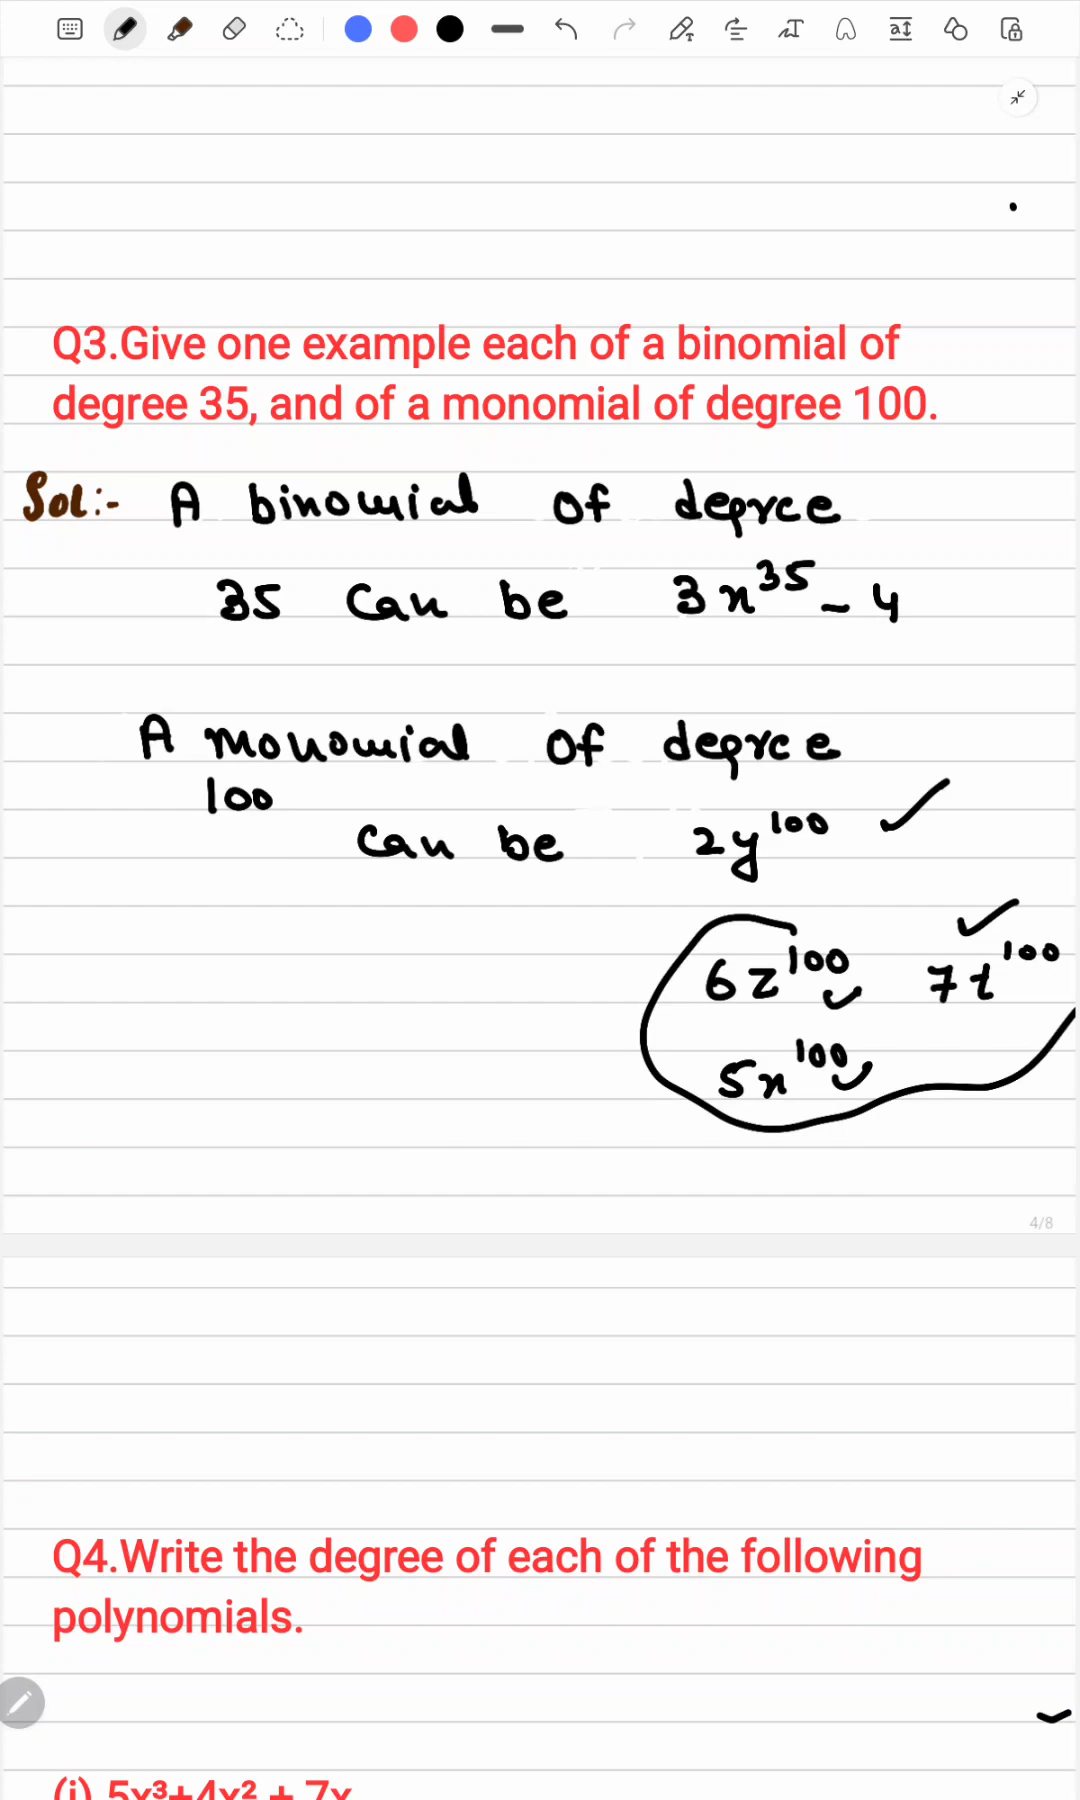 Q3.Give one example each of a binomial of
degree 35, and of a monomial of degree 100.
Sol:- A binomial of degree
35 can be 3x³⁵ - 4
A monomial of degree
100
can be 2y¹⁰⁰ ✓
6z¹⁰⁰ ✓ 7t¹⁰⁰ ✓
5x¹⁰⁰ ✓
4/8
Q4.Write the degree of each of the following
polynomials.
(i) 5x³+4x² + 7x